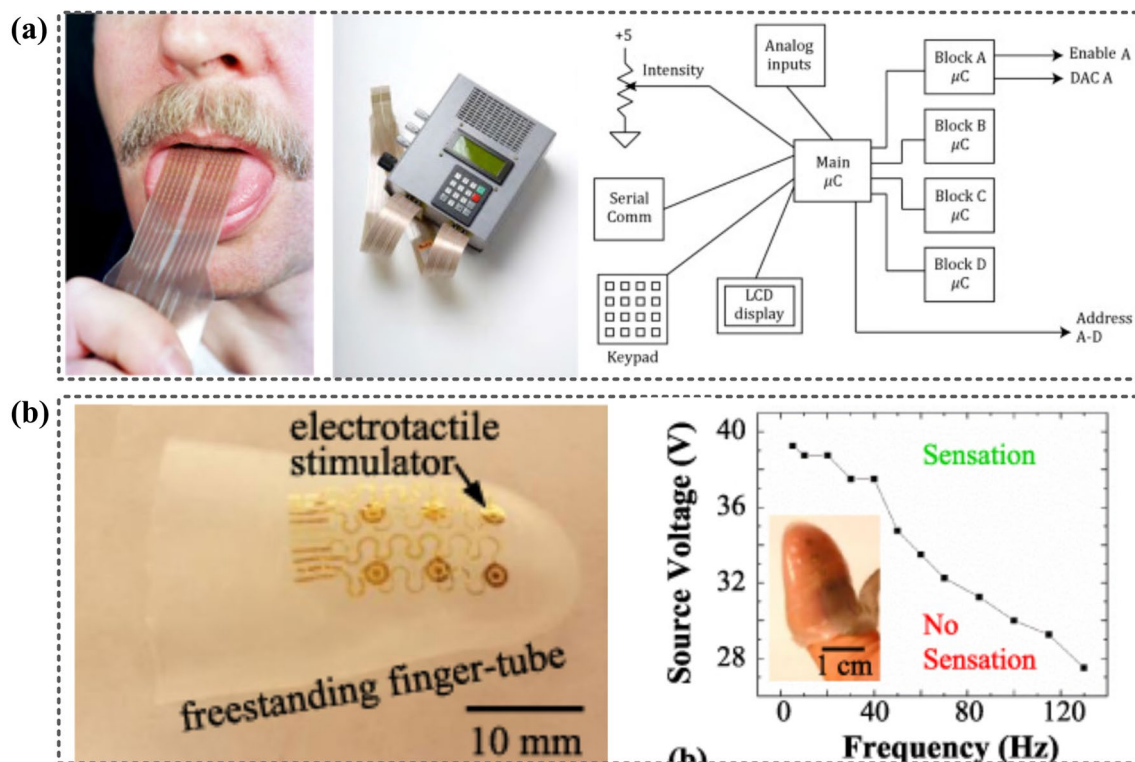 (a)
+5
Intensity
Analog
inputs
Block A
μC
Enable A
DAC A
Block B
μC
Main
μC
Serial
Comm
Block C
μC
Block D
μC
LCD
display
Keypad
Address
A-D
(b)
electrotactile
stimulator
freestanding finger-tube
10 mm
Source Voltage (V)
40
36
32
28
Sensation
No
Sensation
1 cm
0
40
80
120
Frequency (Hz)